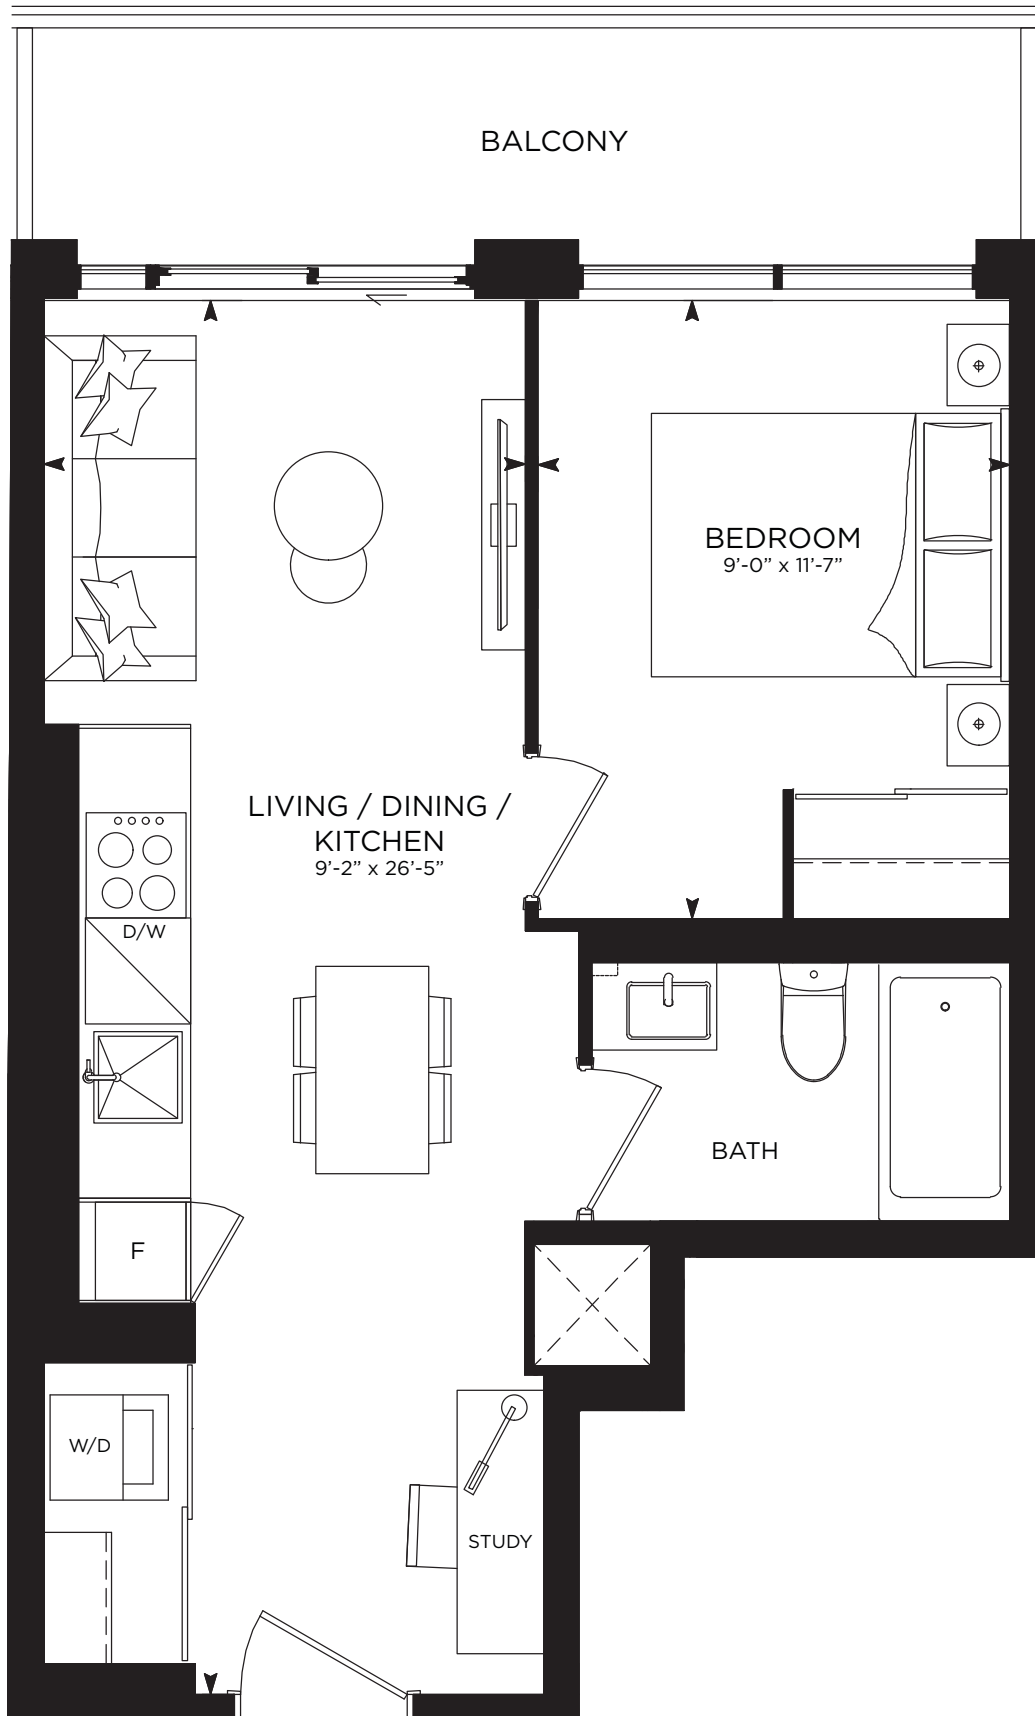 BALCONY
BEDROOM
9’-0” x 11’-7”
LIVING / DINING /
KITCHEN
9’-2” x 26’-5”
D/W
BATH
F
W/D
STUDY